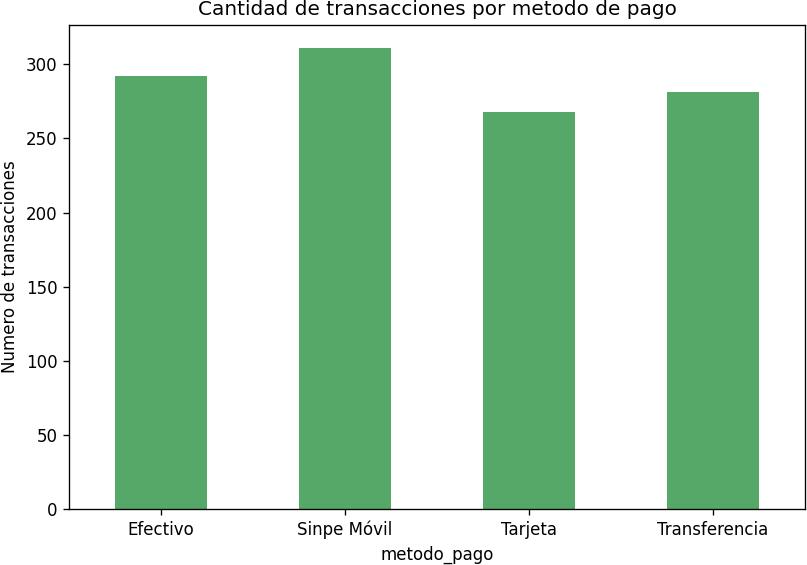 Cantidad de transacciones por metodo de pago
Numero de transacciones
300
250
200
150
100
50
0
Efectivo Sinpe Móvil Tarjeta Transferencia
metodo_pago